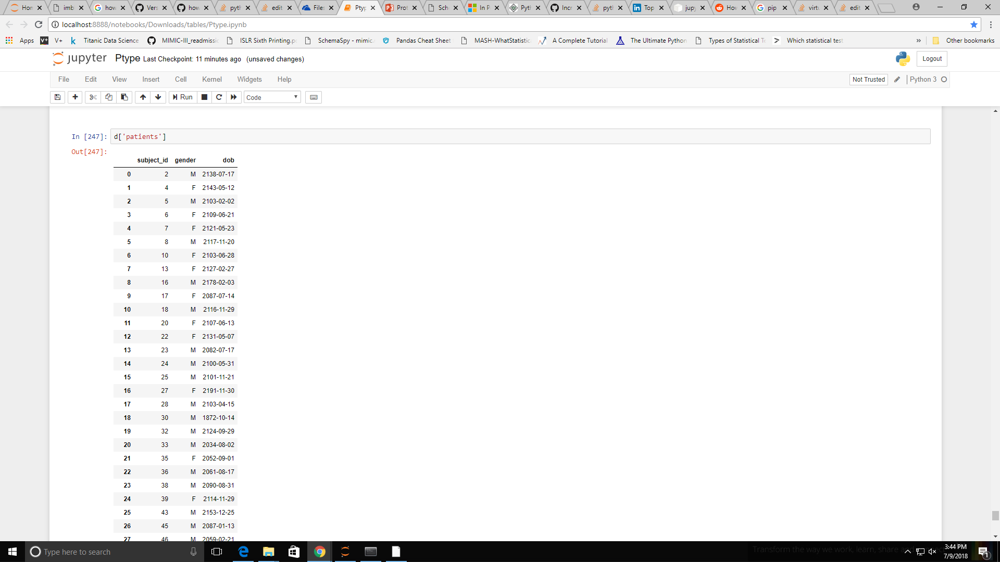 Hon imb how Vers how pyth edit Files Ptyp Prot Sch In P Pyth Incr pyth Top jupy How pip virtu edit
localhost:8888/notebooks/Downloads/tables/Ptype.ipynb
Apps V+ Titanic Data Science MIMIC-III_readmissio ISLR Sixth Printing.p SchemaSpy - mimic. Pandas Cheat Sheet MASH-WhatStatistic A Complete Tutorial The Ultimate Python Types of Statistical Te Which statistical test » Other bookmarks
jupyter Ptype Last Checkpoint: 11 minutes ago (unsaved changes) Logout
File Edit View Insert Cell Kernel Widgets Help Not Trusted Python 3
Run Code
In [247]: d['patients']
Out[247]:
subject_id gender dob
0 2 M 2138-07-17
1 4 F 2143-05-12
2 5 M 2103-02-02
3 6 F 2109-06-21
4 7 F 2121-05-23
5 8 M 2117-11-20
6 10 F 2103-06-28
7 13 F 2127-02-27
8 16 M 2178-02-03
9 17 F 2087-07-14
10 18 M 2116-11-29
11 20 F 2107-06-13
12 22 F 2131-05-07
13 23 M 2082-07-17
14 24 M 2100-05-31
15 25 M 2101-11-21
16 27 F 2191-11-30
17 28 M 2103-04-15
18 30 M 1872-10-14
19 32 M 2124-09-29
20 33 M 2034-08-02
21 35 F 2052-09-01
22 36 M 2061-08-17
23 38 M 2090-08-31
24 39 F 2114-11-29
25 43 M 2153-12-25
26 45 M 2087-01-13
27 46 M 2059-02-21
Type here to search
Transform the way we work, learn, share
3:44 PM
7/9/2018
1